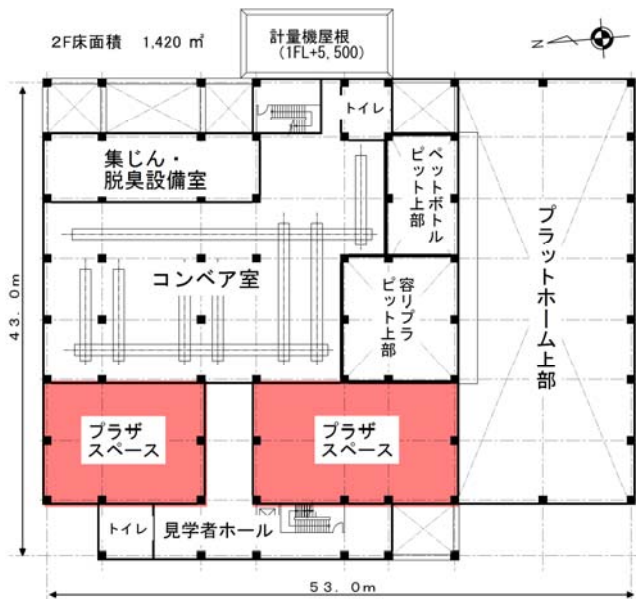 2F床面積 1,420 ㎡
計量機屋根
(1FL+5,500)
N
トイレ
集じん・
脱臭設備室
ペットボトル
ピット上部
プラットホーム上部
コンベア室
容リプラ
ピット上部
43.0m
プラザ
スペース
プラザ
スペース
トイレ
見学者ホール
53.0m